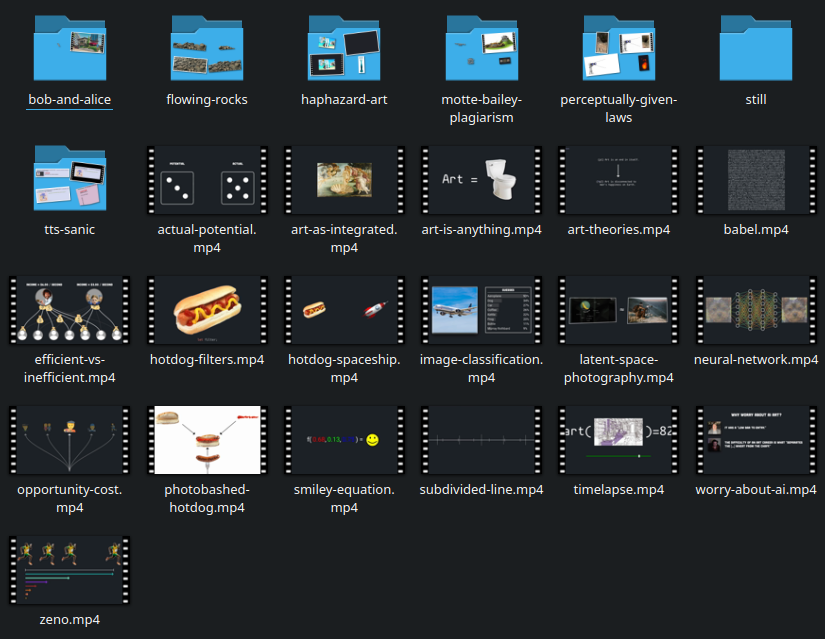 bob-and-alice
flowing-rocks
haphazard-art
motte-bailey-
plagiarism
perceptually-given-
laws
still
tts-sanic
POTENTIAL
ACTUAL
actual-potential.
mp4
art-as-integrated.
mp4
Art =
art-is-anything.mp4
art-theories.mp4
babel.mp4
efficient-vs-
inefficient.mp4
hotdog-filters.mp4
hotdog-spaceship.
mp4
image-classification.
mp4
latent-space-
photography.mp4
neural-network.mp4
opportunity-cost.
mp4
photobashed-
hotdog.mp4
smiley-equation.
mp4
subdivided-line.mp4
art(
)=82
timelapse.mp4
WHY WORRY ABOUT AI ART?
worry-about-ai.mp4
zeno.mp4